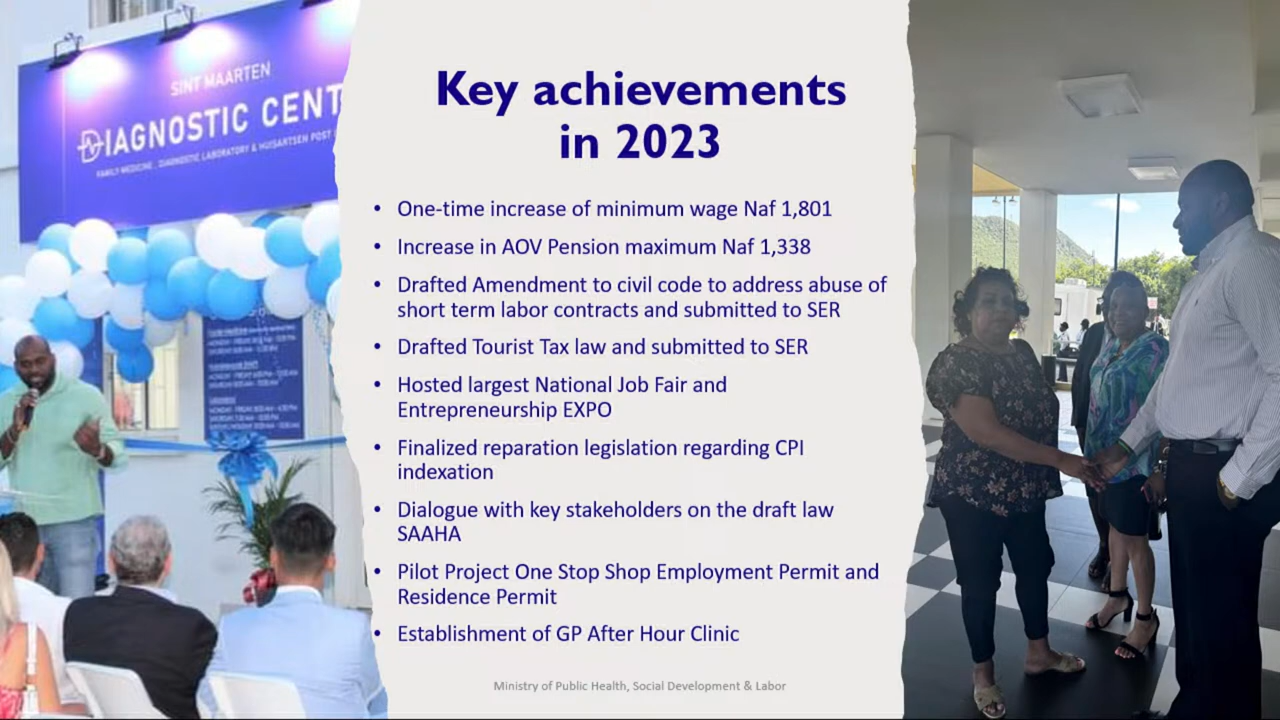 SINT MAARTEN
DIAGNOSTIC CENT
FAMILY MEDICINE, DIAGNOSTIC LABORATORY & HUISARTSEN POST
Key achievements
in 2023
• One-time increase of minimum wage Naf 1,801
• Increase in AOV Pension maximum Naf 1,338
• Drafted Amendment to civil code to address abuse of
short term labor contracts and submitted to SER
• Drafted Tourist Tax law and submitted to SER
• Hosted largest National Job Fair and
Entrepreneurship EXPO
• Finalized reparation legislation regarding CPI
indexation
• Dialogue with key stakeholders on the draft law
SAAHA
• Pilot Project One Stop Shop Employment Permit and
Residence Permit
• Establishment of GP After Hour Clinic
Ministry of Public Health, Social Development & Labor